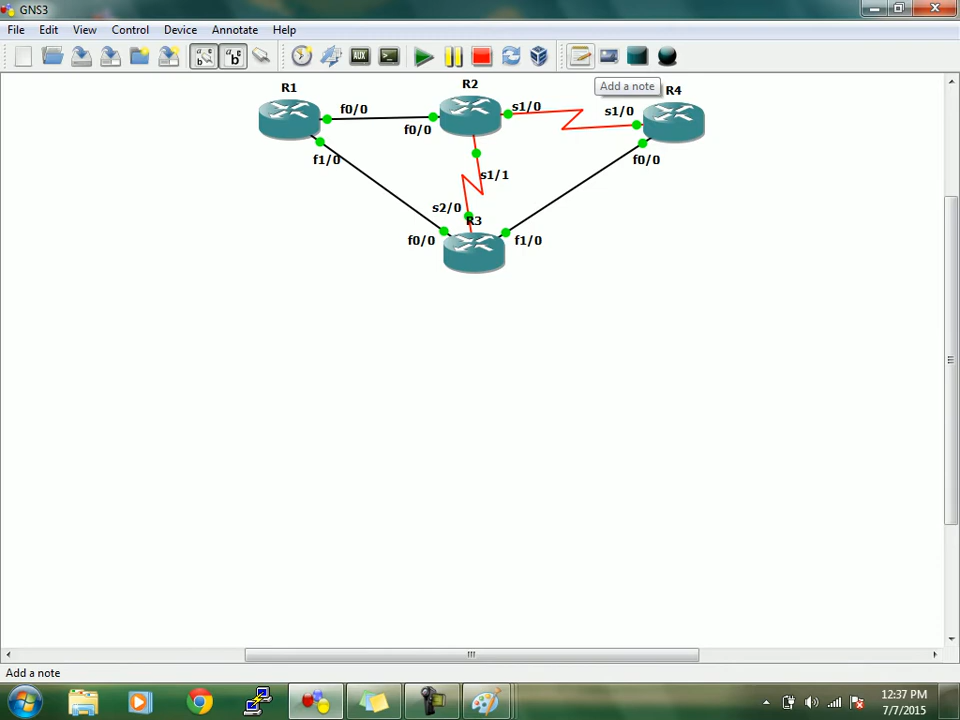 GNS3
File Edit View Control Device Annotate Help
AUX
Add a note
R1 R2 R4
f0/0 s1/0 s1/0
f0/0
f1/0 f0/0
s1/1
s2/0
R3
f0/0 f1/0
Add a note
12:37 PM
7/7/2015